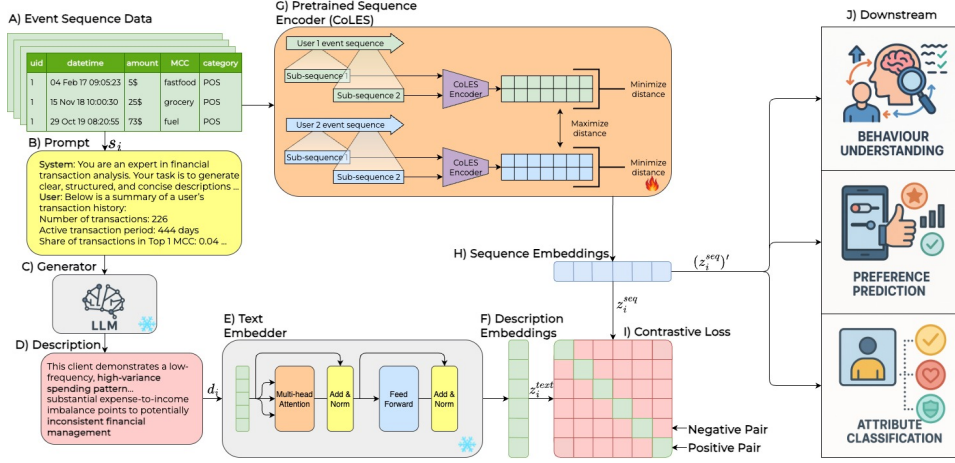 A) Event Sequence Data
uid datetime amount MCC category
1 04 Feb 17 09:05:23 5$ fastfood POS
1 15 Nov 18 10:00:30 25$ grocery POS
1 29 Oct 19 08:20:55 73$ fuel POS
B) Prompt
s_i
System: You are an expert in financial
transaction analysis. Your task is to generate
clear, structured, and concise descriptions ...
User: Below is a summary of a user's
transaction history:
Number of transactions: 226
Active transaction period: 444 days
Share of transactions in Top 1 MCC: 0.04 ...
C) Generator
LLM
D) Description
This client demonstrates a low-
frequency, high-variance
spending pattern...
substantial expense-to-income
imbalance points to potentially
inconsistent financial
management
d_i
E) Text
Embedder
Multi-head
Attention
Add &
Norm
Feed
Forward
Add &
Norm
F) Description
Embeddings
z_i^{text}
G) Pretrained Sequence
Encoder (CoLES)
User 1 event sequence
Sub-sequence 1
Sub-sequence 2
CoLES
Encoder
Minimize
distance
Maximize
distance
User 2 event sequence
Sub-sequence 1
Sub-sequence 2
CoLES
Encoder
Minimize
distance
H) Sequence Embeddings
(z_i^{seq})'
z_i^{seq}
I) Contrastive Loss
Negative Pair
Positive Pair
J) Downstream
BEHAVIOUR
UNDERSTANDING
PREFERENCE
PREDICTION
ATTRIBUTE
CLASSIFICATION